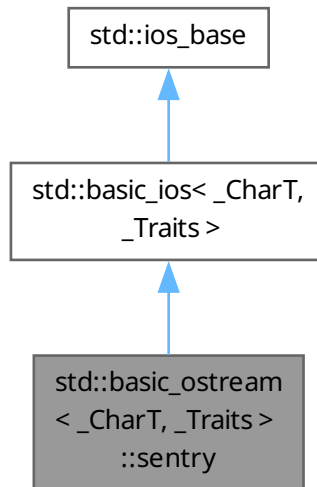 std::ios_base
std::basic_ios< _CharT,
_Traits >
std::basic_ostream
< _CharT, _Traits >
::sentry